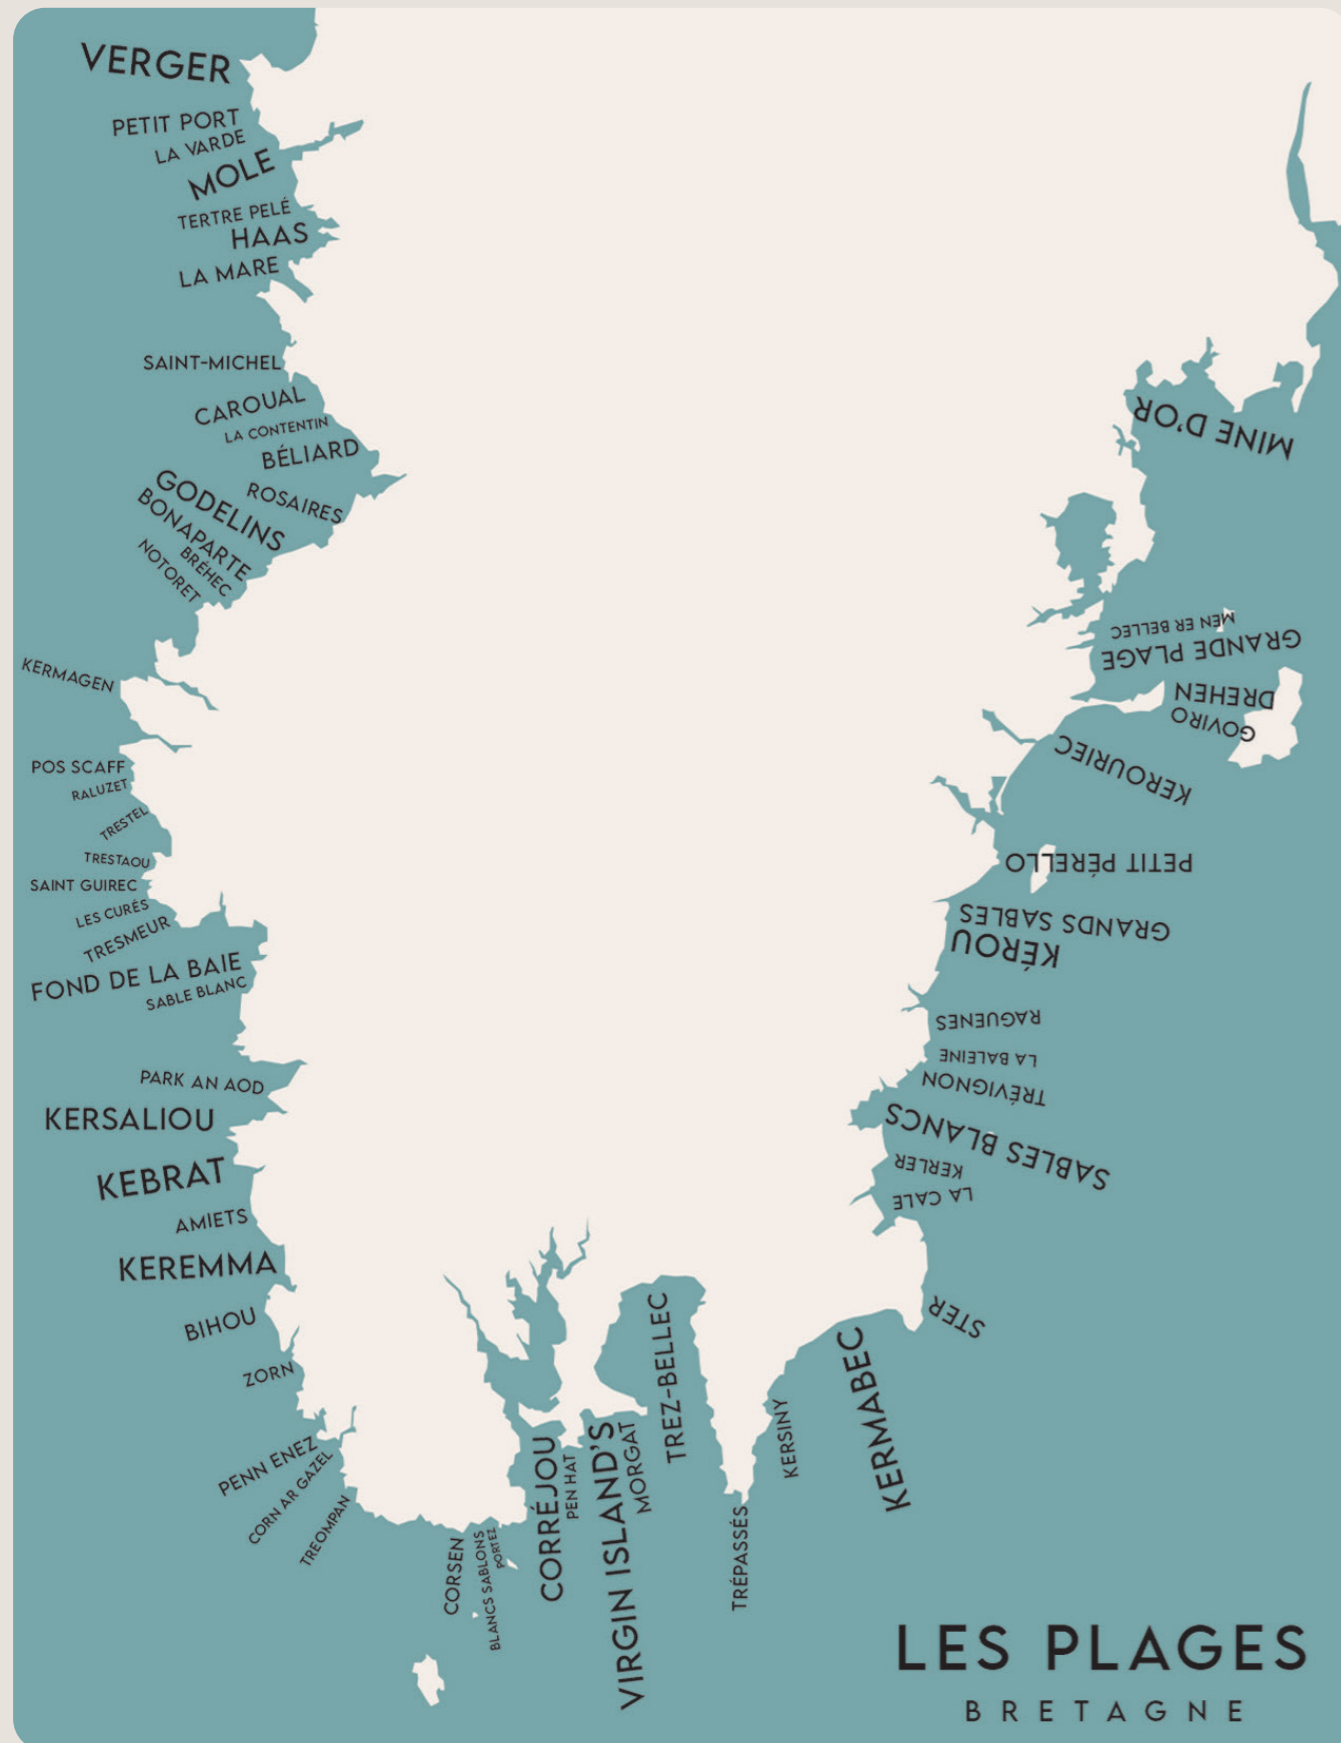 VERGER
PETIT PORT
LA VARDE
MOLE
TERTRE PELÉ
HAAS
LA MARE
SAINT-MICHEL
CAROUAL
LA CONTENTIN
BÉLIARD
ROSAIRES
GODELINS
BONAPARTE
BRÉHEC
NOTORET
KERMAGEN
POS SCAFF
RALUZET
TRESTEL
TRESTAOU
SAINT GUIREC
LES CURÉS
TRESMEUR
FOND DE LA BAIE
SABLE BLANC
PARK AN AOD
KERSALIOU
KEBRAT
AMIETS
KEREMMA
BIHOU
ZORN
PENN ENEZ
CORN AR GAZEL
TREOMPAN
CORSEN
BLANCS SABLONS
PORTEZ
CORRÉJOU
PEN HAT
VIRGIN ISLAND'S
MORGAT
TREZ-BELLEC
TRÉPASSÉS
KERSINY
KERMABEC
STER
LA CALE
KERLER
SABLES BLANCS
TRÉVIGNON
LA BALEINE
RAGUENES
KÉROU
GRANDS SABLES
PETIT PÉRELLO
KEROURIEC
GOVIRO
DREHEN
GRANDE PLAGE
MEN ER BELLEC
MINE D'OR
LES PLAGES
BRETAGNE